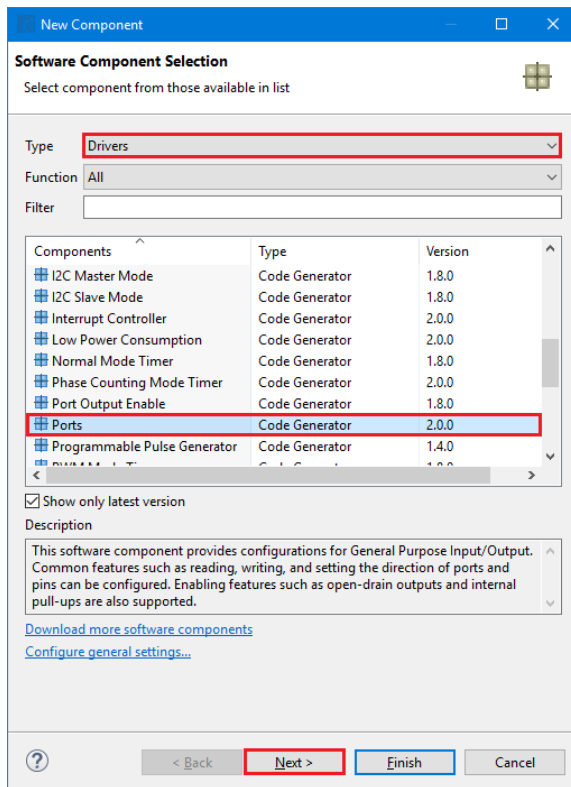 New Component
Software Component Selection
Select component from those available in list
Type Drivers
Function All
Filter
Components Type Version
I2C Master Mode Code Generator 1.8.0
I2C Slave Mode Code Generator 1.8.0
Interrupt Controller Code Generator 2.0.0
Low Power Consumption Code Generator 2.0.0
Normal Mode Timer Code Generator 1.8.0
Phase Counting Mode Timer Code Generator 2.0.0
Port Output Enable Code Generator 1.8.0
Ports Code Generator 2.0.0
Programmable Pulse Generator Code Generator 1.4.0
Show only latest version
Description
This software component provides configurations for General Purpose Input/Output.
Common features such as reading, writing, and setting the direction of ports and
pins can be configured. Enabling features such as open-drain outputs and internal
pull-ups are also supported.
Download more software components
Configure general settings...
? < Back Next > Finish Cancel